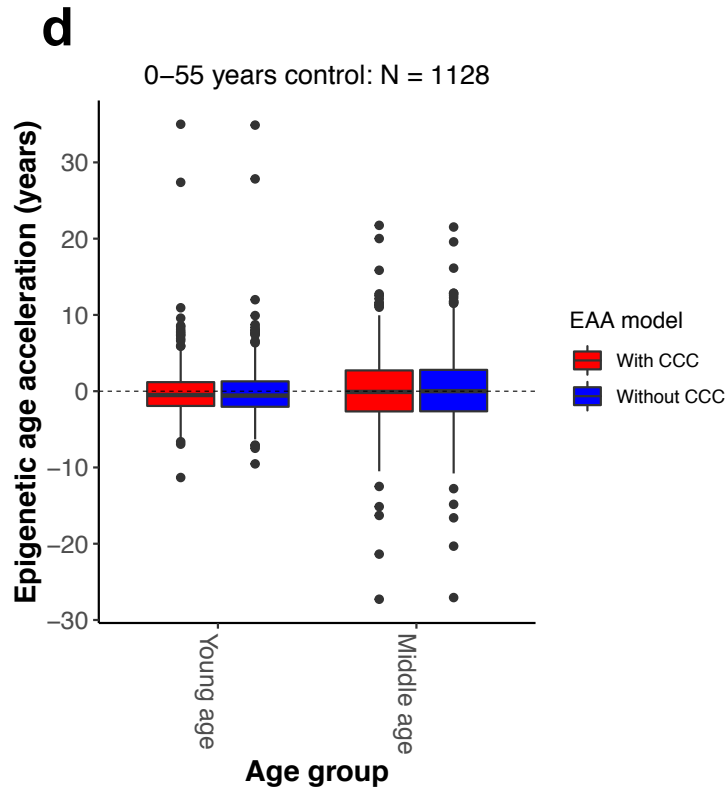 d
0−55 years control: N = 1128
Epigenetic age acceleration (years)
30
20
10
0
−10
−20
−30
Young age
Middle age
Age group
EAA model
With CCC
Without CCC